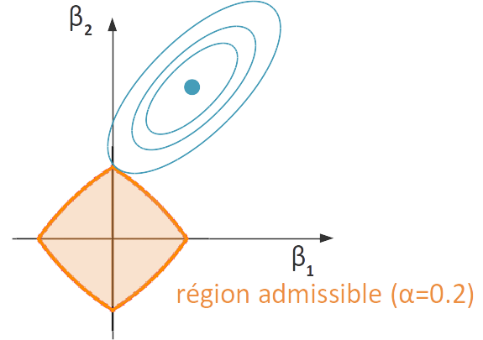 β₂
β₁
région admissible (α=0.2)